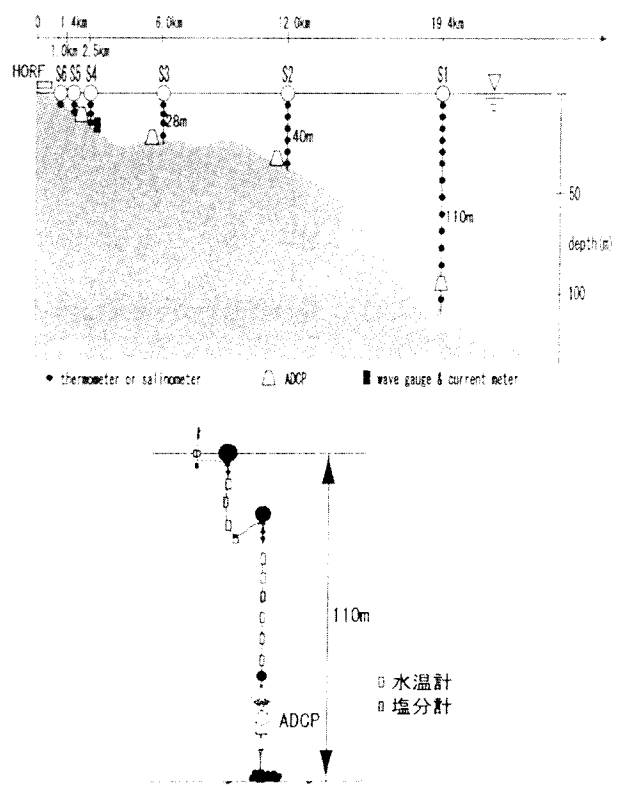 0 1.4km 6.0km 12.0km 19.4km
1.0km 2.5km
HORF S6 S5 S4 S3 S2 S1
28m
40m
50
110m
depth(m)
100
thermometer or salinometer ADCP wave gauge & current meter
110m
水温計
塩分計
ADCP